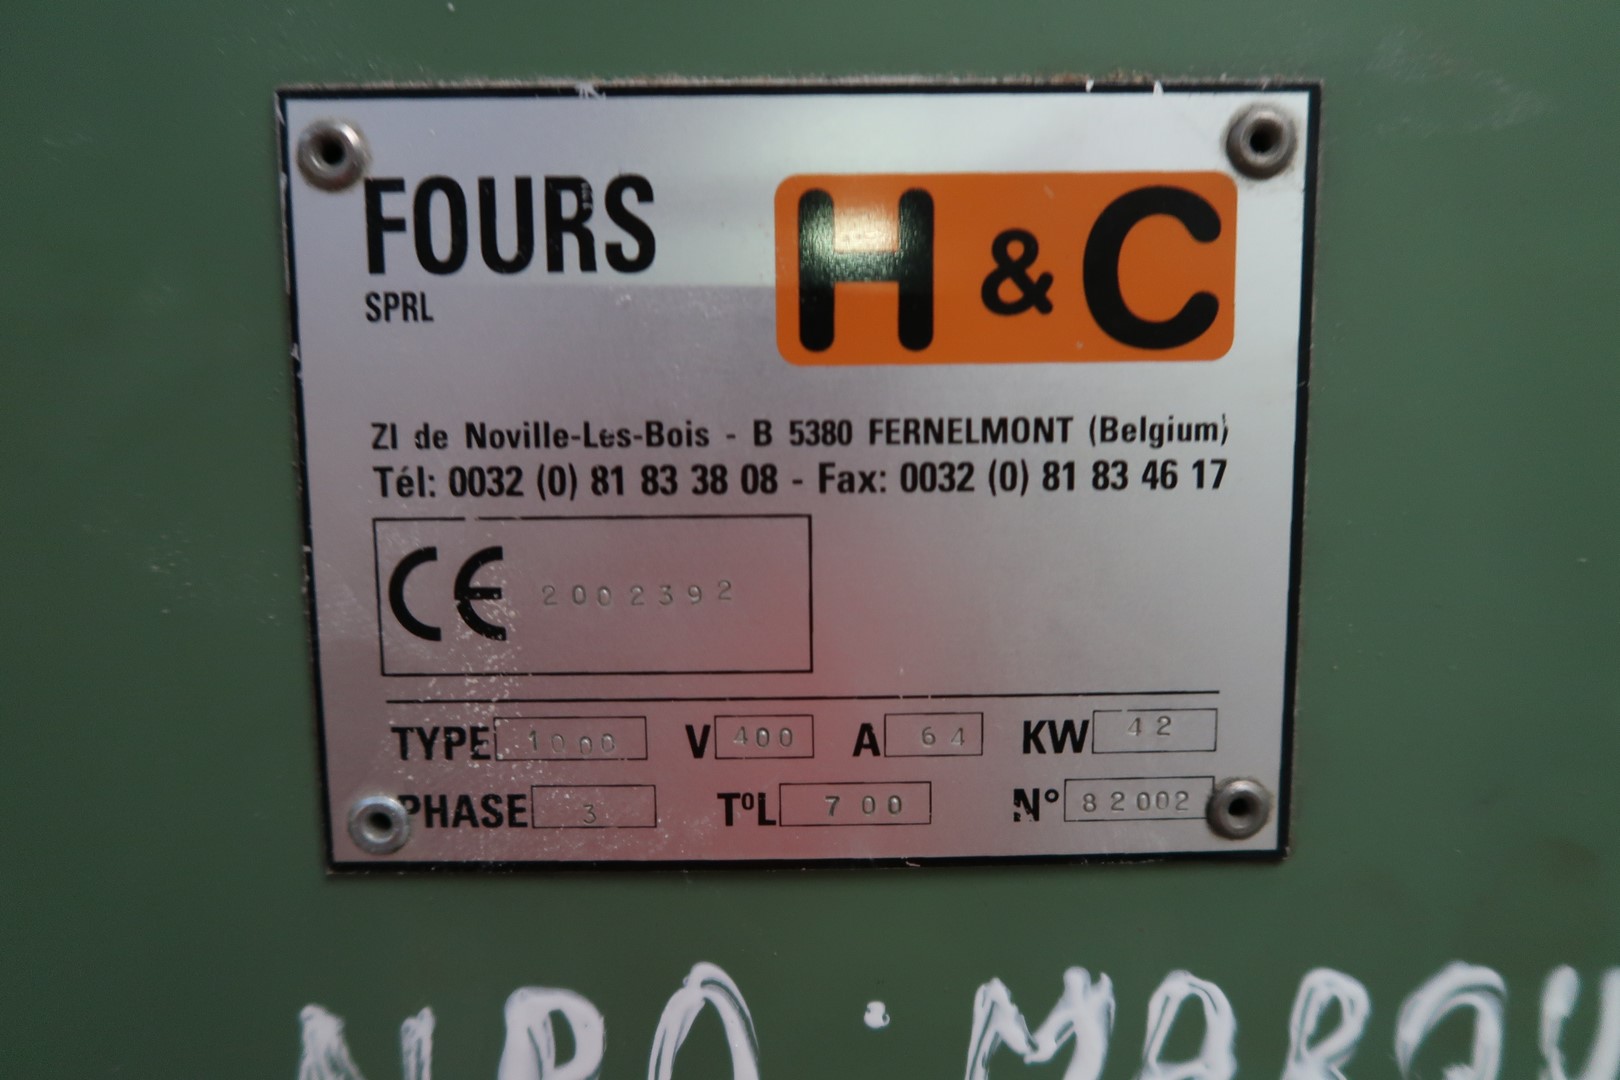 FOURS H & C
SPRL
ZI de Noville-Les-Bois - B 5380 FERNELMONT (Belgium)
Tél: 0032 (0) 81 83 38 08 - Fax: 0032 (0) 81 83 46 17
CE 2002392
TYPE 1000 V 400 A 64 KW 42
PHASE 3 T°L 700 N° 82002